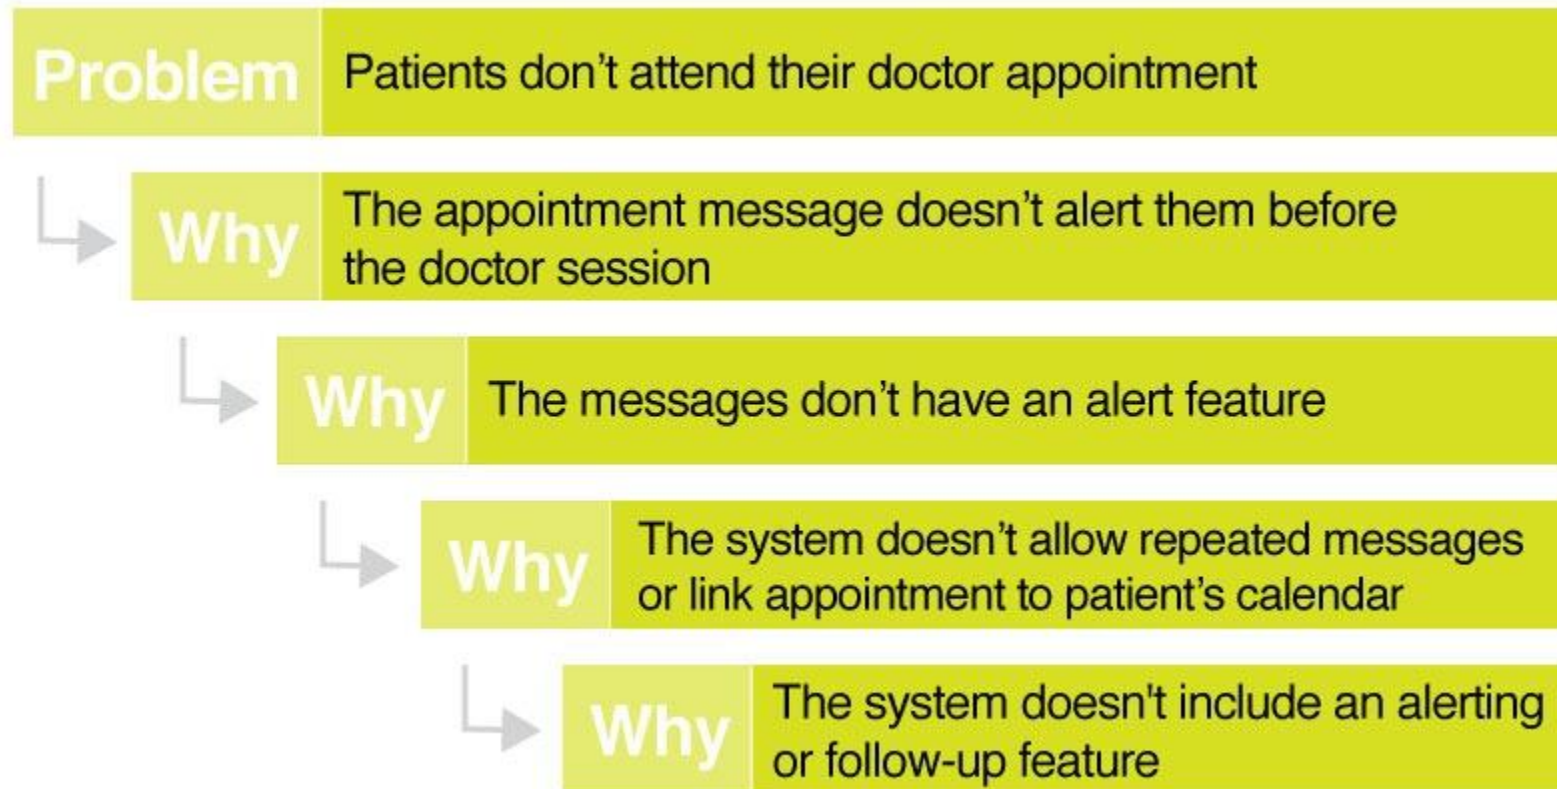 Problem
Patients don’t attend their doctor appointment
Why
The appointment message doesn’t alert them before
the doctor session
Why
The messages don’t have an alert feature
Why
The system doesn’t allow repeated messages
or link appointment to patient’s calendar
Why
The system doesn't include an alerting
or follow-up feature